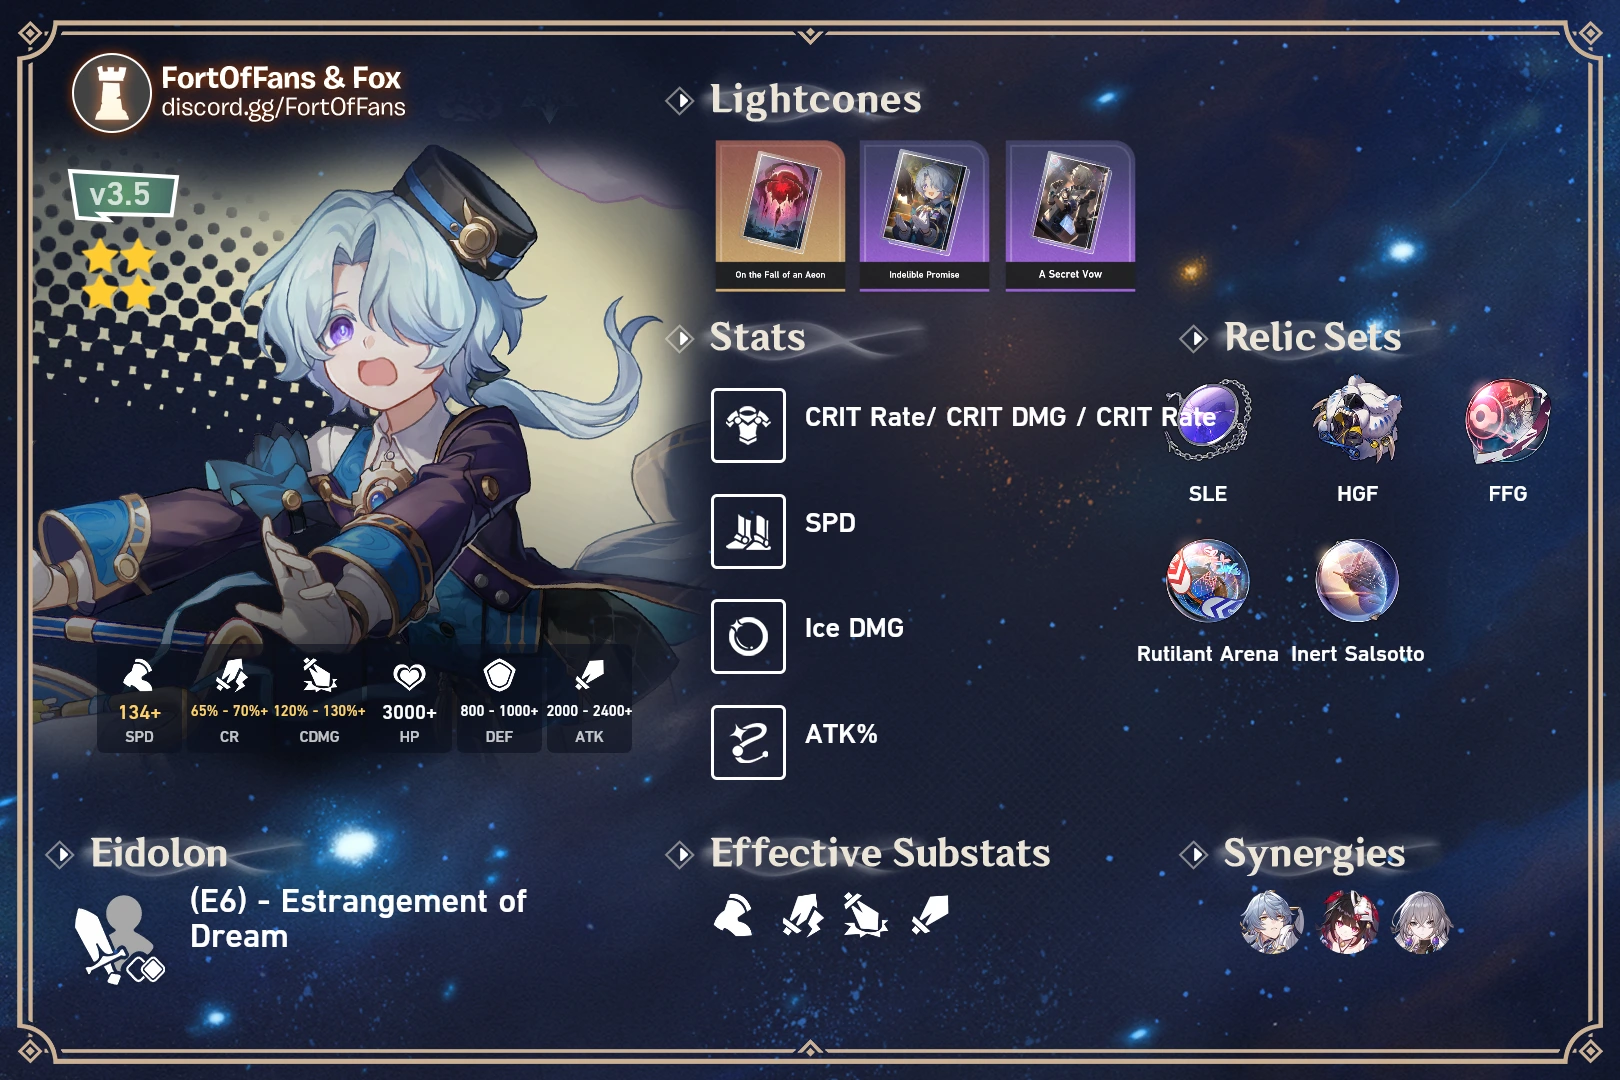 FortOfFans & Fox
discord.gg/FortOfFans
v3.5
134+
SPD
65% - 70%+
CR
120% - 130%+
CDMG
3000+
HP
800 - 1000+
DEF
2000 - 2400+
ATK
Lightcones
On the Fall of an Aeon
Indelible Promise
A Secret Vow
Stats
CRIT Rate/ CRIT DMG / CRIT Rate
SPD
Ice DMG
ATK%
Relic Sets
SLE
HGF
FFG
Rutilant Arena
Inert Salsotto
Eidolon
(E6) - Estrangement of
Dream
Effective Substats
Synergies